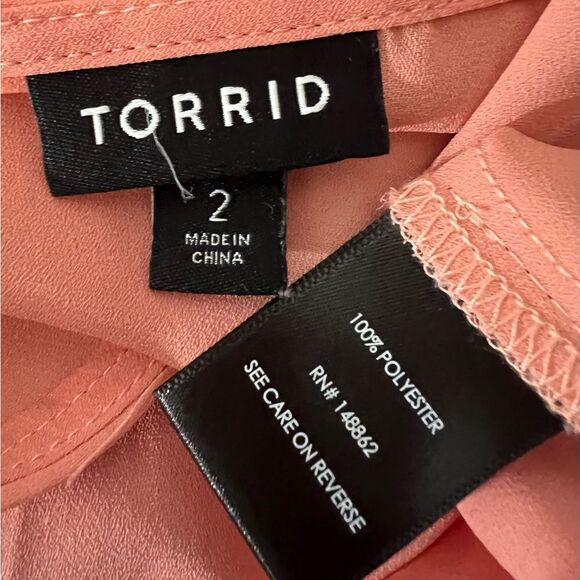 TORRID
2
MADE IN
CHINA
100% POLYESTER
RN# 148862
SEE CARE ON REVERSE